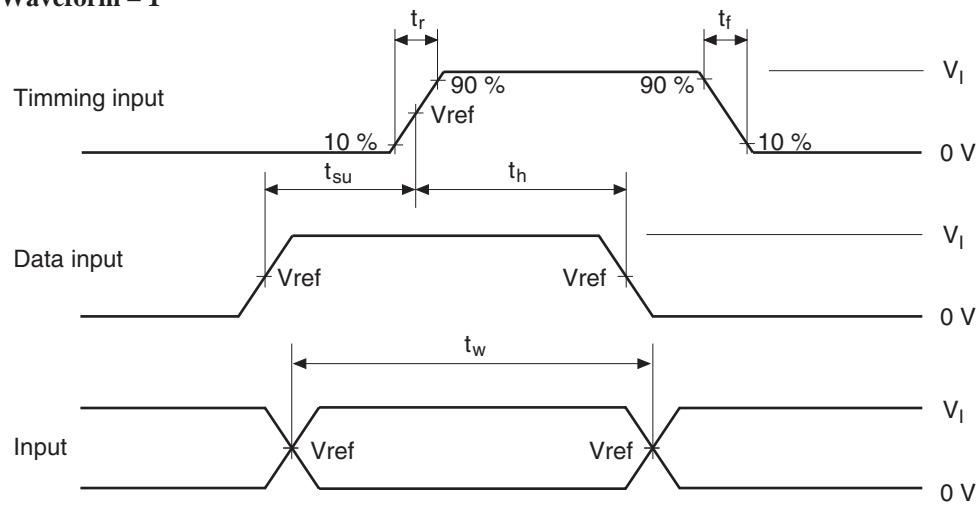 Waveform – 1
tr
tf
VI
90 %
90 %
Timming input
Vref
10 %
10 %
0 V
tsu
th
VI
Data input
Vref
Vref
0 V
tw
VI
Input
Vref
Vref
0 V